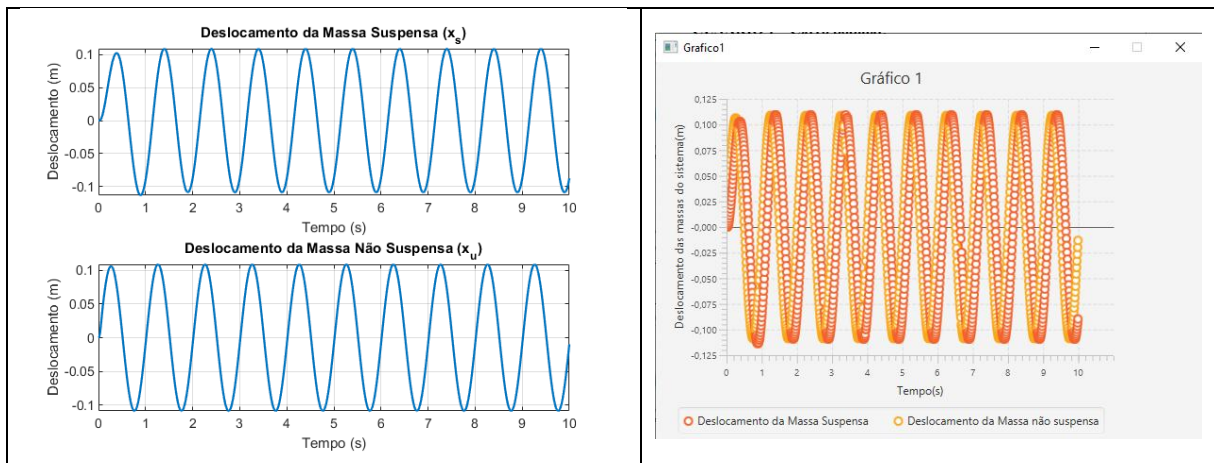 Deslocamento da Massa Suspensa (x_s)
Deslocamento (m)
0.1
0.05
0
-0.05
-0.1
0 1 2 3 4 5 6 7 8 9 10
Tempo (s)
Deslocamento da Massa Não Suspensa (x_u)
Deslocamento (m)
0.1
0.05
0
-0.05
-0.1
0 1 2 3 4 5 6 7 8 9 10
Tempo (s)
Grafico1
Gráfico 1
Deslocamento das massas do sistema(m)
0,125
0,100
0,075
0,050
0,025
-0,000
-0,025
-0,050
-0,075
-0,100
-0,125
0 1 2 3 4 5 6 7 8 9 10
Tempo(s)
Deslocamento da Massa Suspensa
Deslocamento da Massa não suspensa